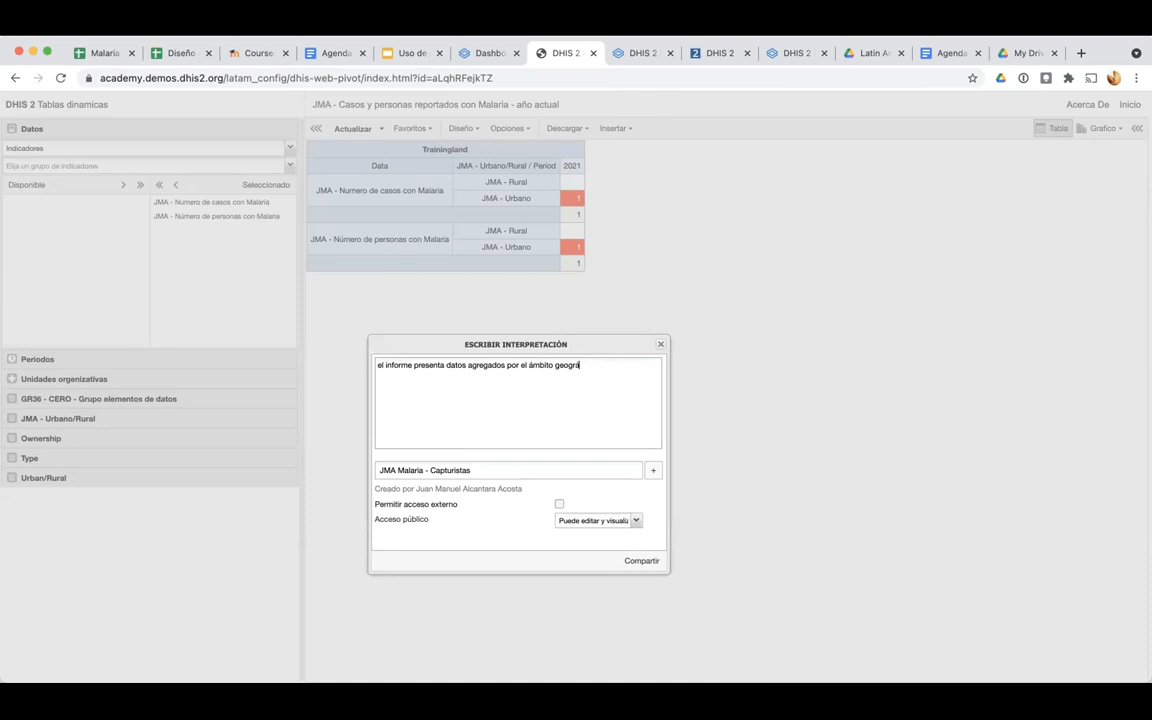 Malaria
Diseño
Course
Agenda
Uso de
Dashbo
DHIS 2
DHIS 2
DHIS 2
DHIS 2
Latin An
Agenda
My Driv
academy.demos.dhis2.org/latam_config/dhis-web-pivot/index.html?id=aLqhRFejkTZ
DHIS 2 Tablas dinamicas
JMA - Casos y personas reportados con Malaria - año actual
Acerca De
Inicio
Datos
Actualizar
Favoritos
Diseño
Opciones
Descargar
Insertar
Tabla
Grafico
Indicadores
Elija un grupo de indicadores
Disponible
Seleccionado
JMA - Numero de casos con Malaria
JMA - Número de personas con Malaria
Periodos
Unidades organizativas
GR36 - CERO - Grupo elementos de datos
JMA - Urbano/Rural
Ownership
Type
Urban/Rural
Trainingland
Data
JMA - Urbano/Rural / Period
2021
JMA - Numero de casos con Malaria
JMA - Rural
JMA - Urbano
1
1
JMA - Número de personas con Malaria
JMA - Rural
JMA - Urbano
1
1
ESCRIBIR INTERPRETACIÓN
el informe presenta datos agregados por el ámbito geográ
JMA Malaria - Capturistas
+
Creado por Juan Manuel Alcantara Acosta
Permitir acceso externo
Acceso público
Puede editar y visualiz
Compartir